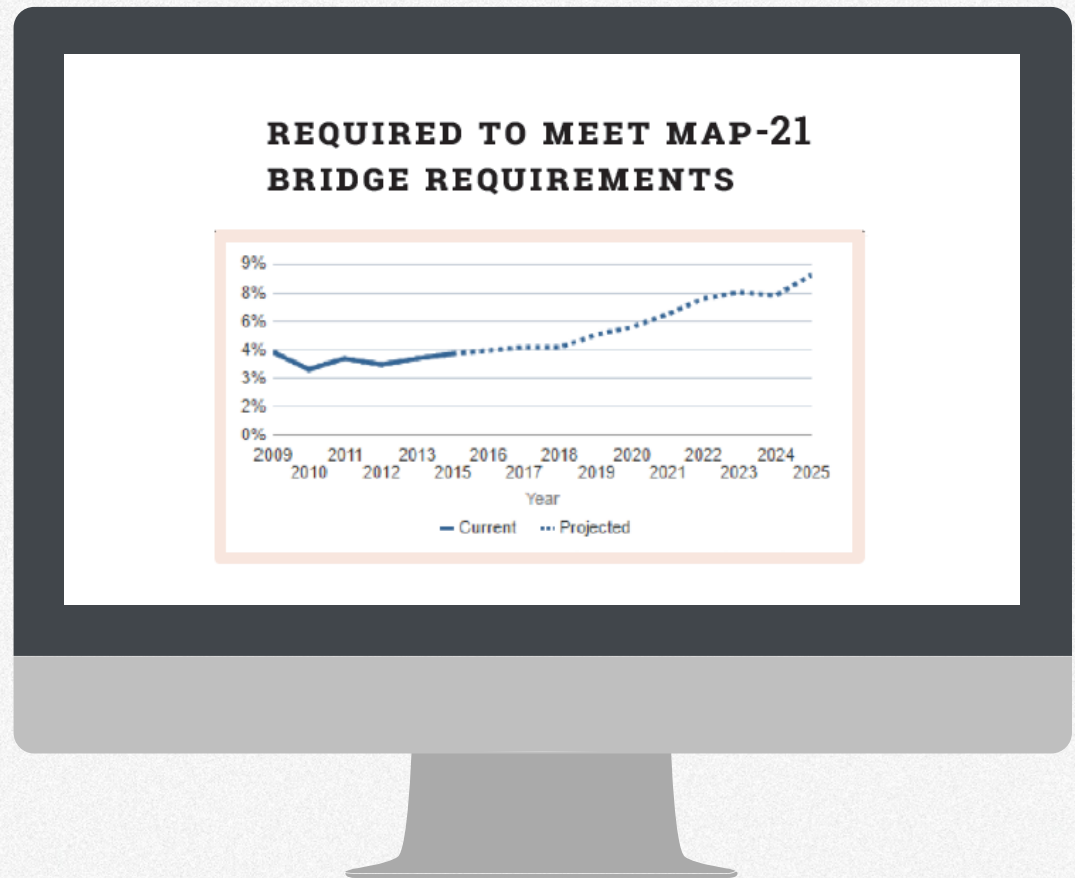 REQUIRED TO MEET MAP-21
BRIDGE REQUIREMENTS
9%
8%
6%
4%
3%
2%
0%
2009 2011 2013 2016 2018 2020 2022 2024
2010 2012 2015 2017 2019 2021 2023 2025
Year
Current Projected